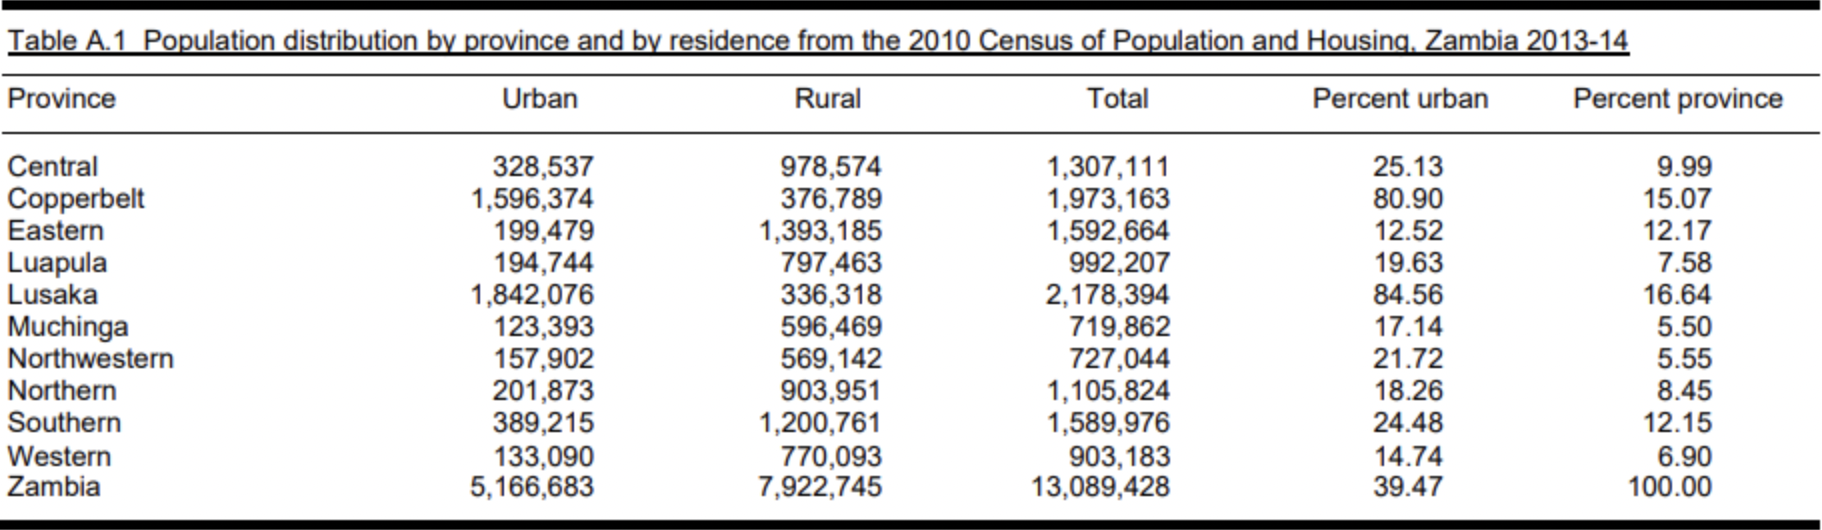 Table A.1 Population distribution by province and by residence from the 2010 Census of Population and Housing, Zambia 2013-14
Province Urban Rural Total Percent urban Percent province
Central 328,537 978,574 1,307,111 25.13 9.99
Copperbelt 1,596,374 376,789 1,973,163 80.90 15.07
Eastern 199,479 1,393,185 1,592,664 12.52 12.17
Luapula 194,744 797,463 992,207 19.63 7.58
Lusaka 1,842,076 336,318 2,178,394 84.56 16.64
Muchinga 123,393 596,469 719,862 17.14 5.50
Northwestern 157,902 569,142 727,044 21.72 5.55
Northern 201,873 903,951 1,105,824 18.26 8.45
Southern 389,215 1,200,761 1,589,976 24.48 12.15
Western 133,090 770,093 903,183 14.74 6.90
Zambia 5,166,683 7,922,745 13,089,428 39.47 100.00